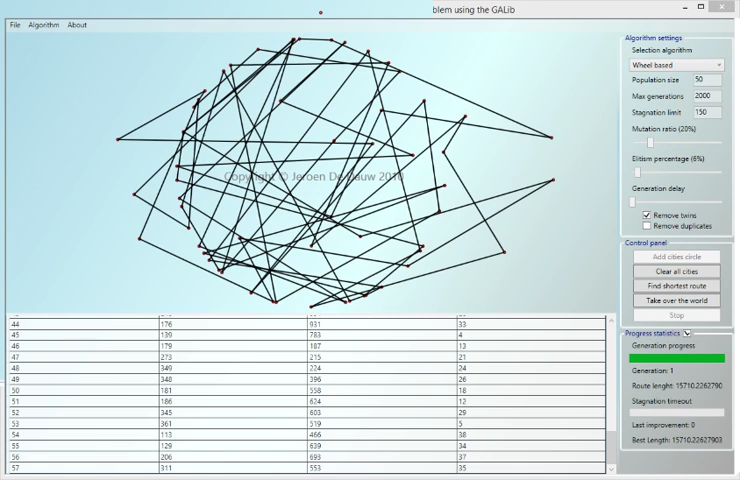 blem using the GALib
File Algorithm About
Copyright © Jeroen De Dauw 2010
44 176 931 33
45 139 783 4
46 179 187 13
47 273 215 21
48 349 224 24
49 348 396 26
50 181 558 18
51 186 624 12
52 345 603 29
53 361 519 5
54 113 466 38
55 129 639 34
56 206 693 37
57 311 553 35
Algorithm settings
Selection algorithm
Wheel based
Population size 50
Max generations 2000
Stagnation limit 150
Mutation ratio (20%)
Elitism percentage (6%)
Generation delay
Remove twins
Remove duplicates
Control panel
Add cities circle
Clear all cities
Find shortest route
Take over the world
Stop
Progress statistics
Generation progress
Generation: 1
Route lenght: 15710.2262790
Stagnation timeout
Last improvement: 0
Best Length: 15710.22627903